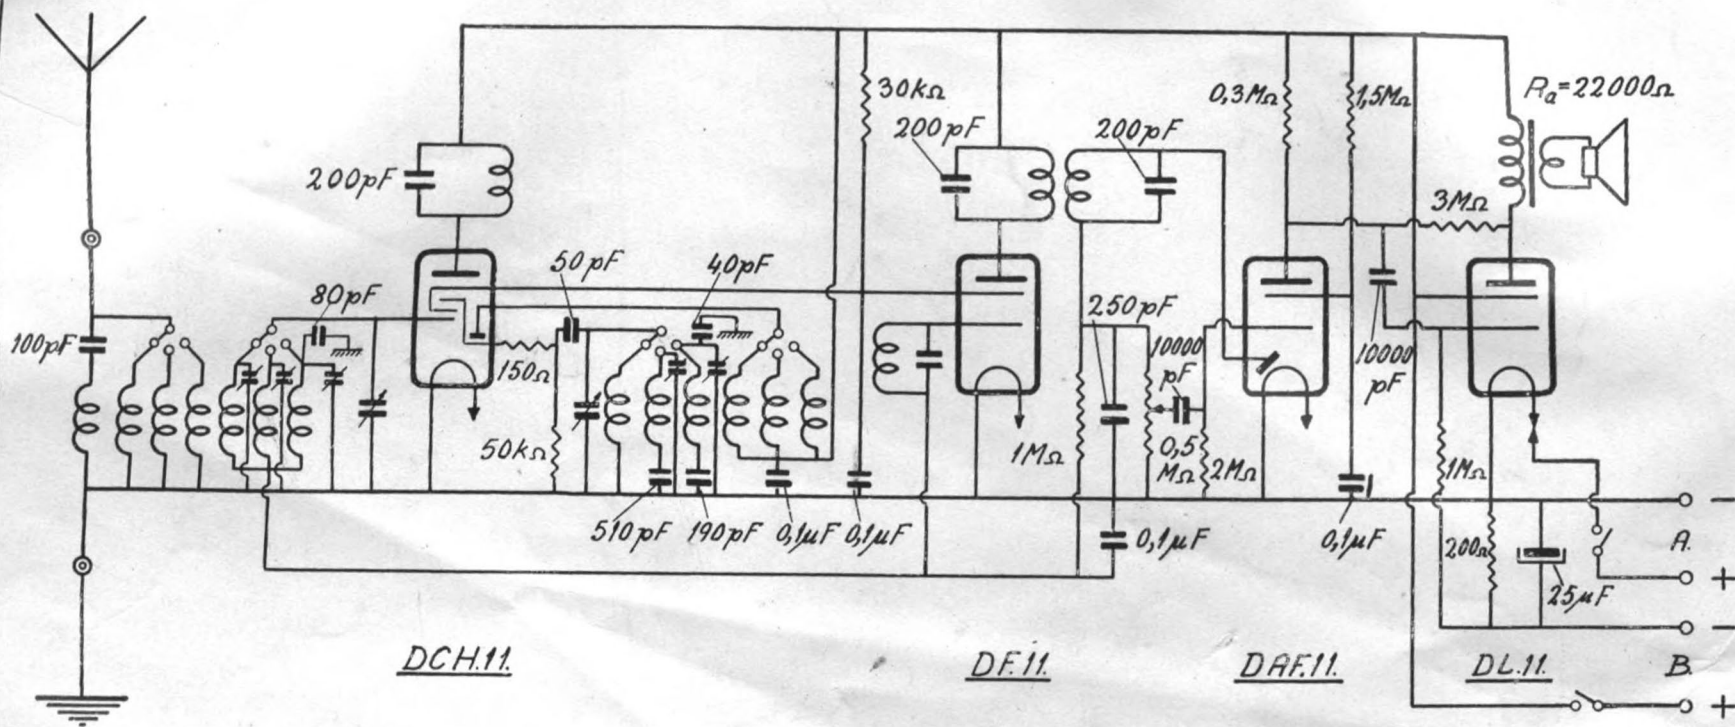 30kΩ
0,3MΩ
1,5MΩ
Ra=22000Ω
200pF
200pF
200pF
3MΩ
80pF
50pF
40pF
250pF
100pF
150Ω
10000
pF
10000
pF
50kΩ
1MΩ
0,5
MΩ
2MΩ
1MΩ
510pF
190pF
0,1µF
0,1µF
0,1µF
0,1µF
200Ω
25µF
−
A.
+
−
B.
+
DCH.11.
DF.11.
DAF.11.
DL.11.